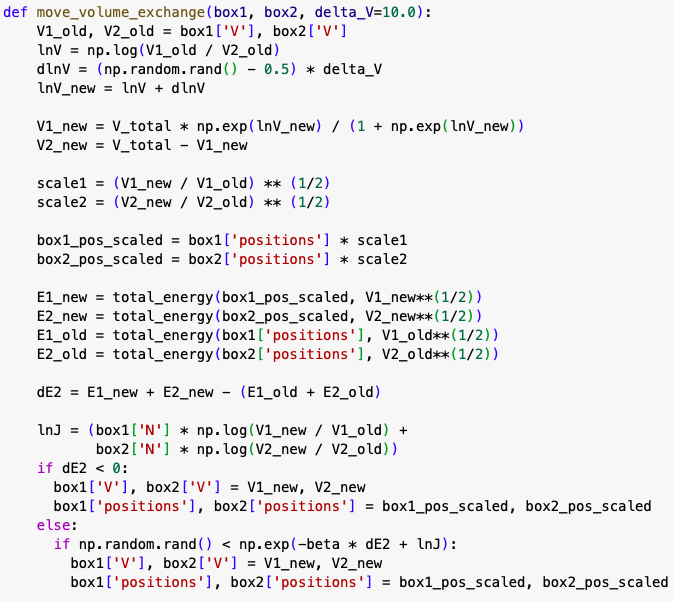 def move_volume_exchange(box1, box2, delta_V=10.0):
    V1_old, V2_old = box1['V'], box2['V']
    lnV = np.log(V1_old / V2_old)
    dlnV = (np.random.rand() - 0.5) * delta_V
    lnV_new = lnV + dlnV

    V1_new = V_total * np.exp(lnV_new) / (1 + np.exp(lnV_new))
    V2_new = V_total - V1_new

    scale1 = (V1_new / V1_old) ** (1/2)
    scale2 = (V2_new / V2_old) ** (1/2)

    box1_pos_scaled = box1['positions'] * scale1
    box2_pos_scaled = box2['positions'] * scale2

    E1_new = total_energy(box1_pos_scaled, V1_new**(1/2))
    E2_new = total_energy(box2_pos_scaled, V2_new**(1/2))
    E1_old = total_energy(box1['positions'], V1_old**(1/2))
    E2_old = total_energy(box2['positions'], V2_old**(1/2))

    dE2 = E1_new + E2_new - (E1_old + E2_old)

    lnJ = (box1['N'] * np.log(V1_new / V1_old) +
           box2['N'] * np.log(V2_new / V2_old))
    if dE2 < 0:
      box1['V'], box2['V'] = V1_new, V2_new
      box1['positions'], box2['positions'] = box1_pos_scaled, box2_pos_scaled
    else:
      if np.random.rand() < np.exp(-beta * dE2 + lnJ):
        box1['V'], box2['V'] = V1_new, V2_new
        box1['positions'], box2['positions'] = box1_pos_scaled, box2_pos_scaled